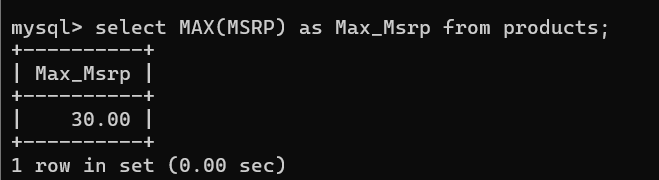 mysql> select MAX(MSRP) as Max_Msrp from products;
+----------+
| Max_Msrp |
+----------+
|    30.00 |
+----------+
1 row in set (0.00 sec)